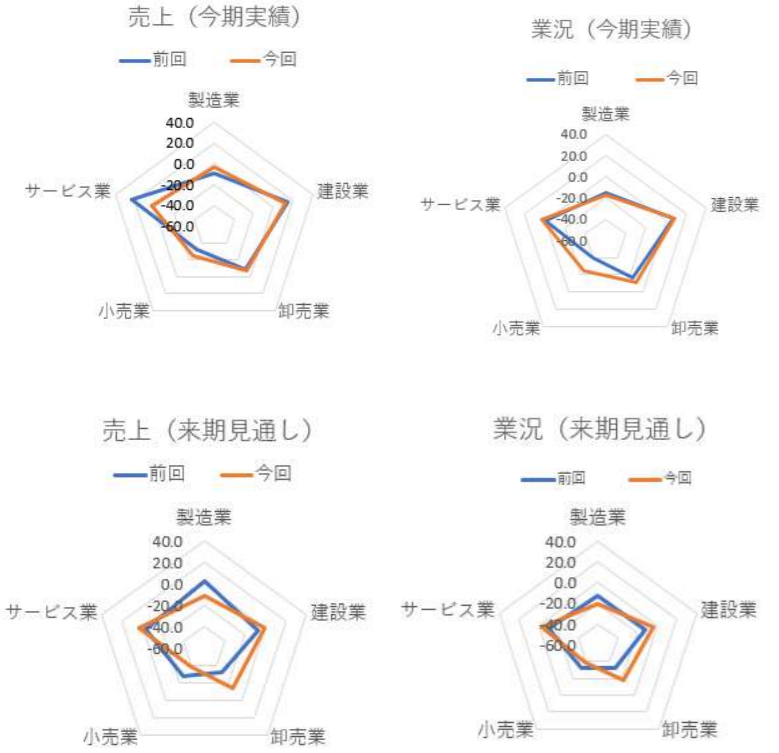 売上（今期実績）
前回 今回
製造業
40.0
20.0
0.0
-20.0
-40.0
-60.0
サービス業
建設業
小売業
卸売業
業況（今期実績）
前回 今回
製造業
40.0
20.0
0.0
-20.0
-40.0
-60.0
サービス業
建設業
小売業
卸売業
売上（来期見通し）
前回 今回
製造業
40.0
20.0
0.0
-20.0
-40.0
-60.0
サービス業
建設業
小売業
卸売業
業況（来期見通し）
前回 今回
製造業
40.0
20.0
0.0
-20.0
-40.0
-60.0
サービス業
建設業
小売業
卸売業